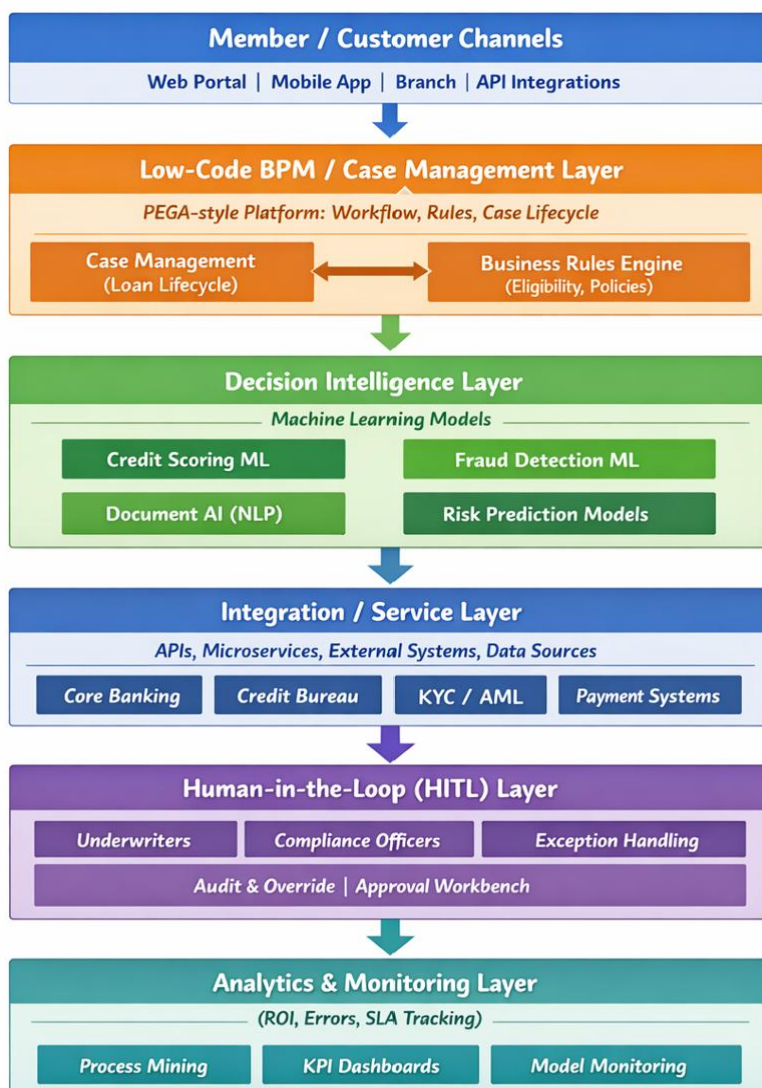 Member / Customer Channels
Web Portal | Mobile App | Branch | API Integrations
Low-Code BPM / Case Management Layer
PEGA-style Platform: Workflow, Rules, Case Lifecycle
Case Management
(Loan Lifecycle)
Business Rules Engine
(Eligibility, Policies)
Decision Intelligence Layer
Machine Learning Models
Credit Scoring ML
Fraud Detection ML
Document AI (NLP)
Risk Prediction Models
Integration / Service Layer
APIs, Microservices, External Systems, Data Sources
Core Banking
Credit Bureau
KYC / AML
Payment Systems
Human-in-the-Loop (HITL) Layer
Underwriters
Compliance Officers
Exception Handling
Audit & Override | Approval Workbench
Analytics & Monitoring Layer
(ROI, Errors, SLA Tracking)
Process Mining
KPI Dashboards
Model Monitoring